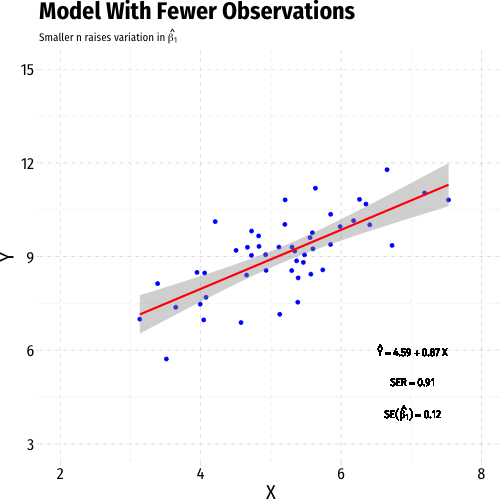 Model With Fewer Observations
Smaller n raises variation in β̂₁
15
12
9
6
3
Y
Ŷ = 4.59 + 0.87 X
SER = 0.91
SE(β̂₁) = 0.12
2 4 6 8
X